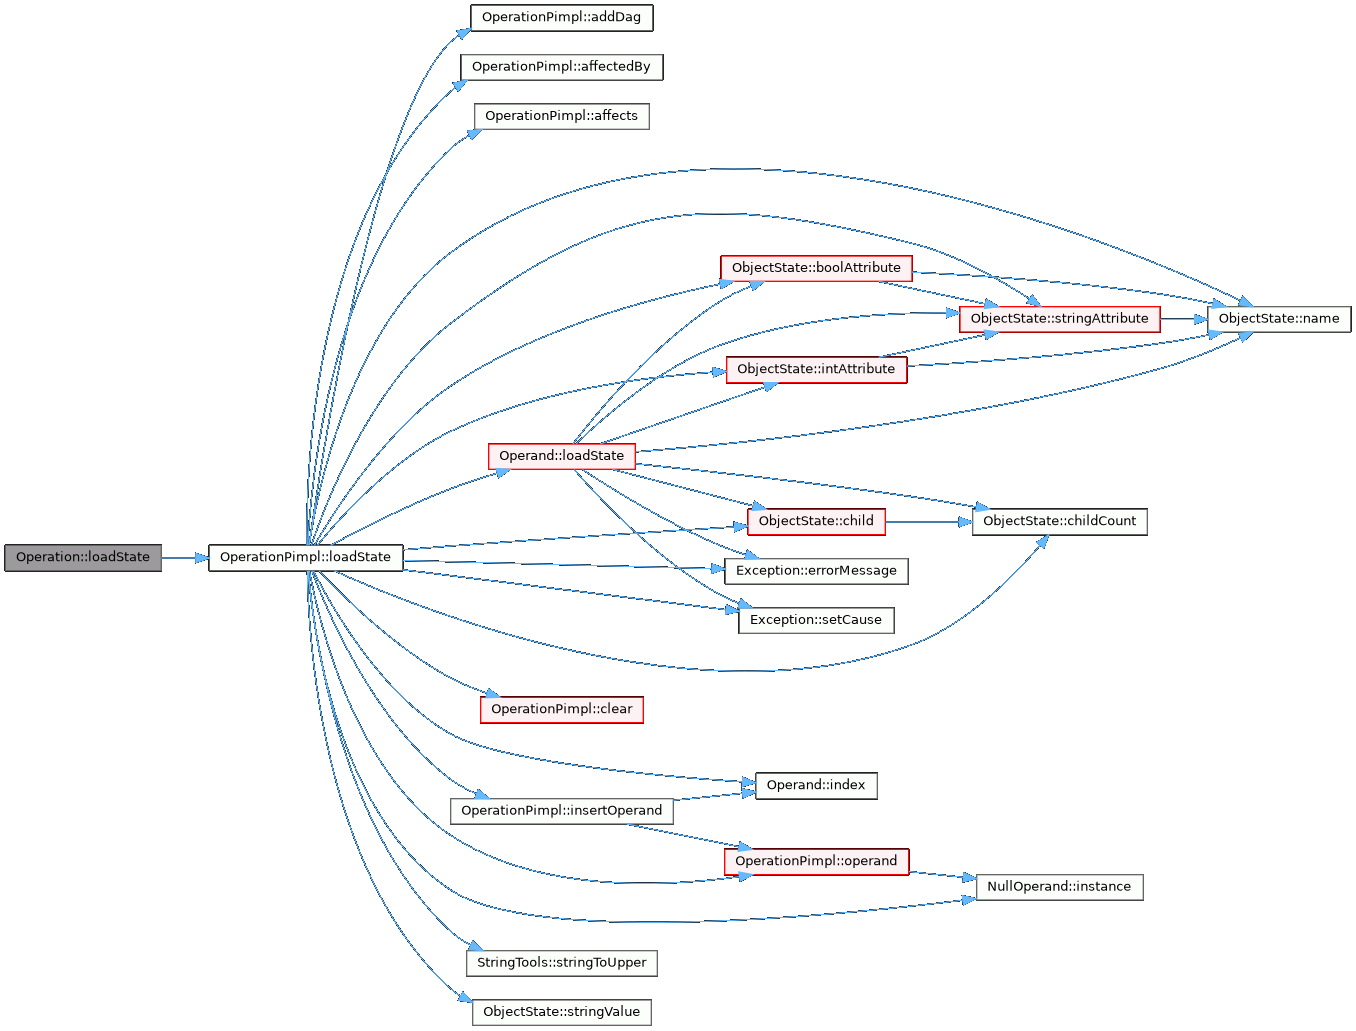 OperationPimpl::addDag
OperationPimpl::affectedBy
OperationPimpl::affects
ObjectState::boolAttribute
ObjectState::stringAttribute
ObjectState::name
ObjectState::intAttribute
Operand::loadState
ObjectState::child
ObjectState::childCount
Operation::loadState
OperationPimpl::loadState
Exception::errorMessage
Exception::setCause
OperationPimpl::clear
Operand::index
OperationPimpl::insertOperand
OperationPimpl::operand
NullOperand::instance
StringTools::stringToUpper
ObjectState::stringValue